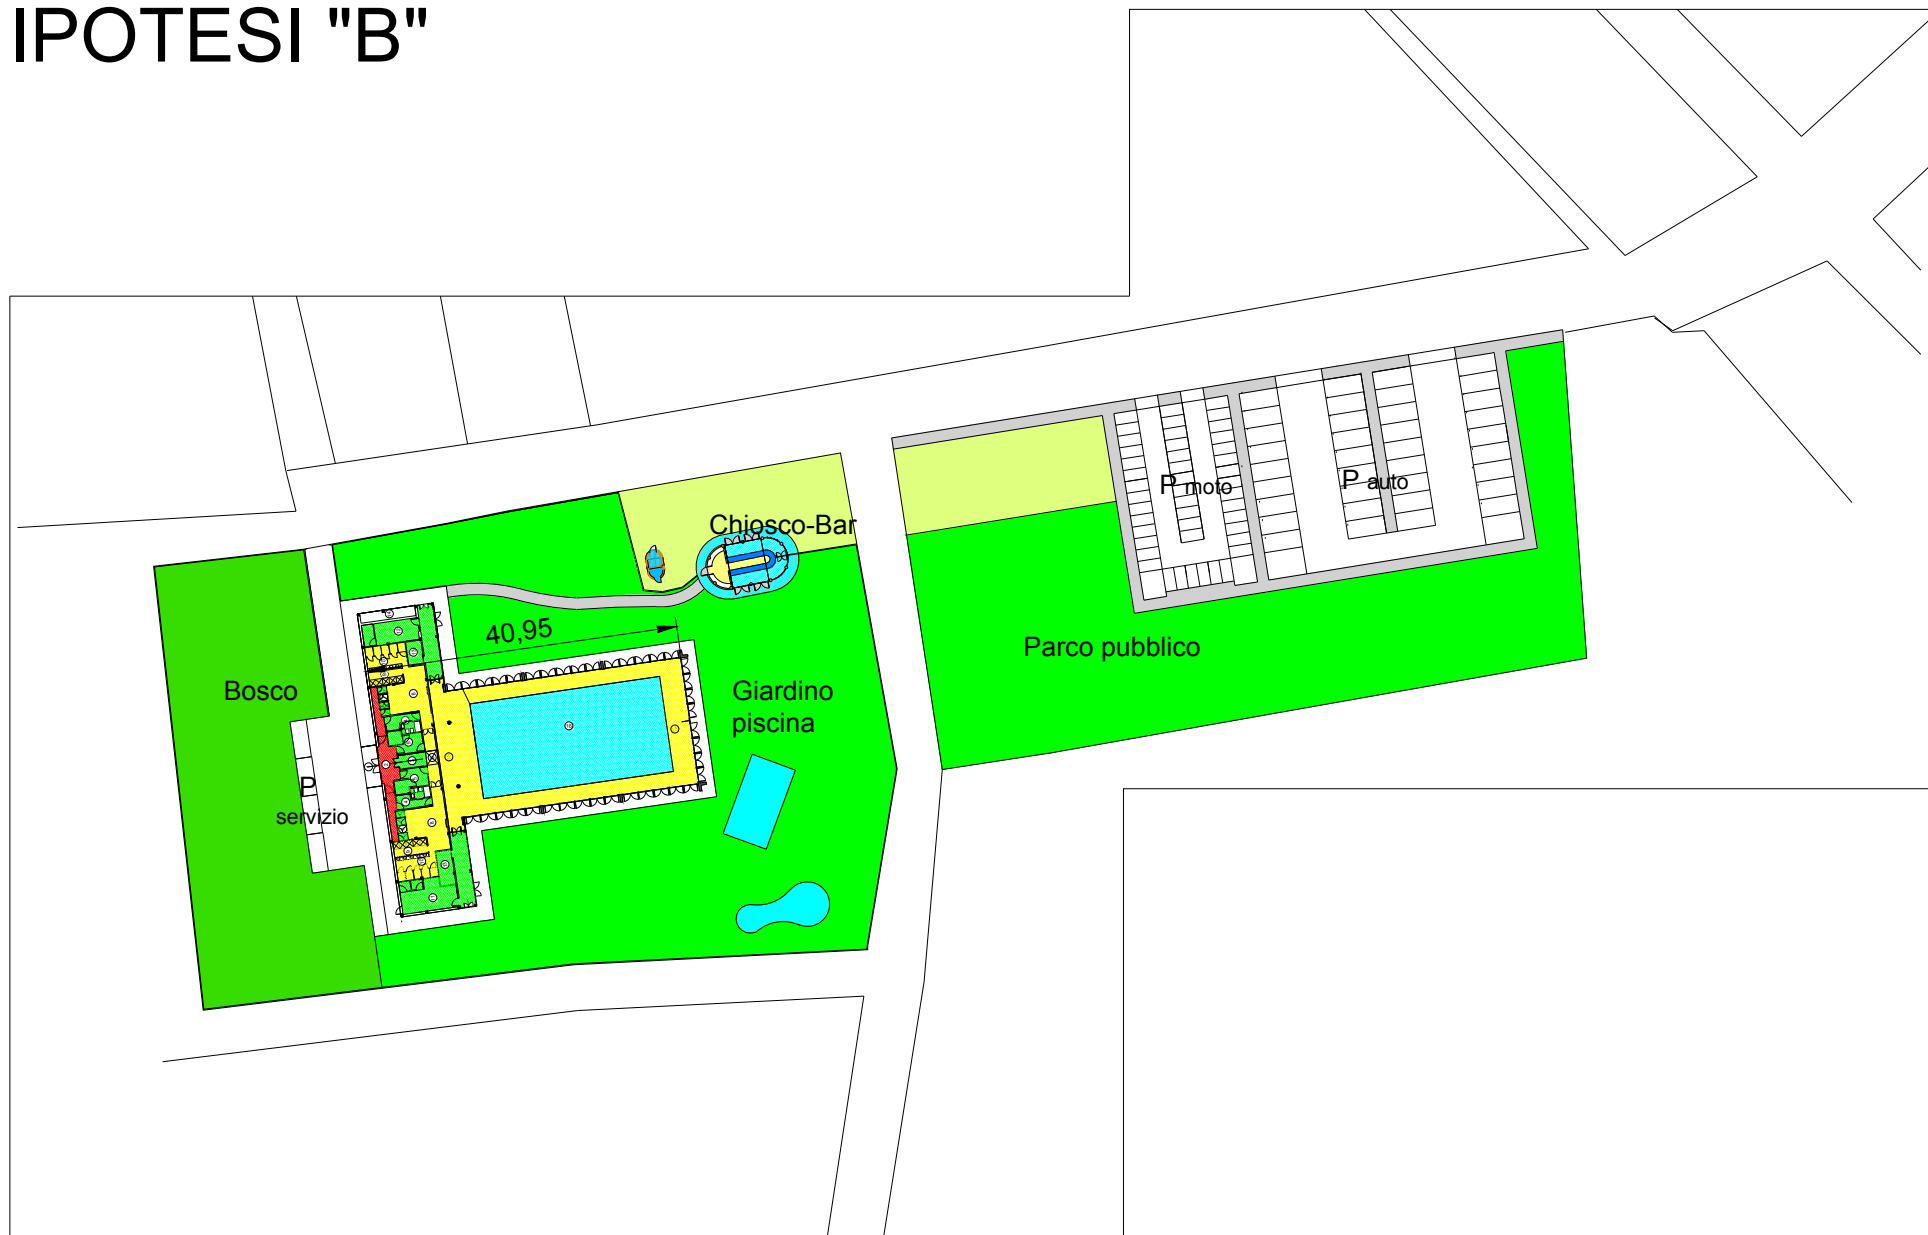 IPOTESI "B"
Chiosco-Bar
P moto
P auto
40,95
Parco pubblico
Bosco
Giardino
piscina
P
servizio